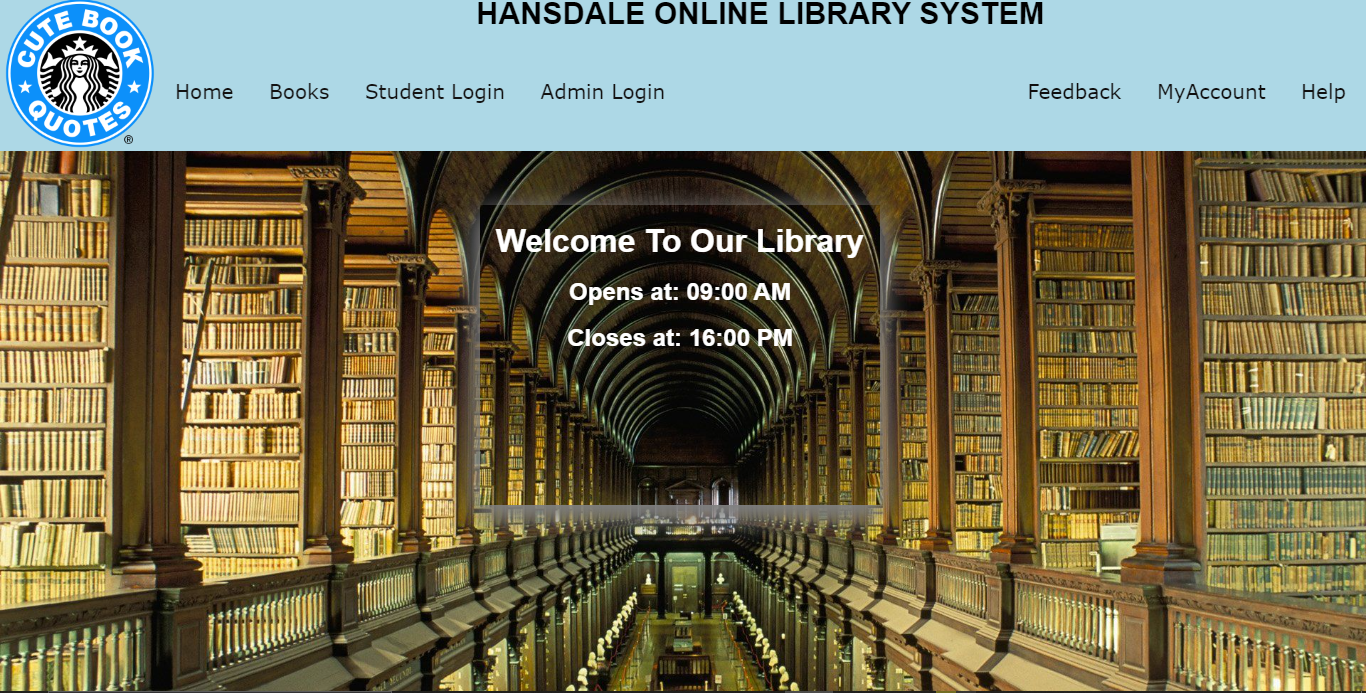 HANSDALE ONLINE LIBRARY SYSTEM
CUTE BOOK
QUOTES
®
Home Books Student Login Admin Login Feedback MyAccount Help
Welcome To Our Library
Opens at: 09:00 AM
Closes at: 16:00 PM